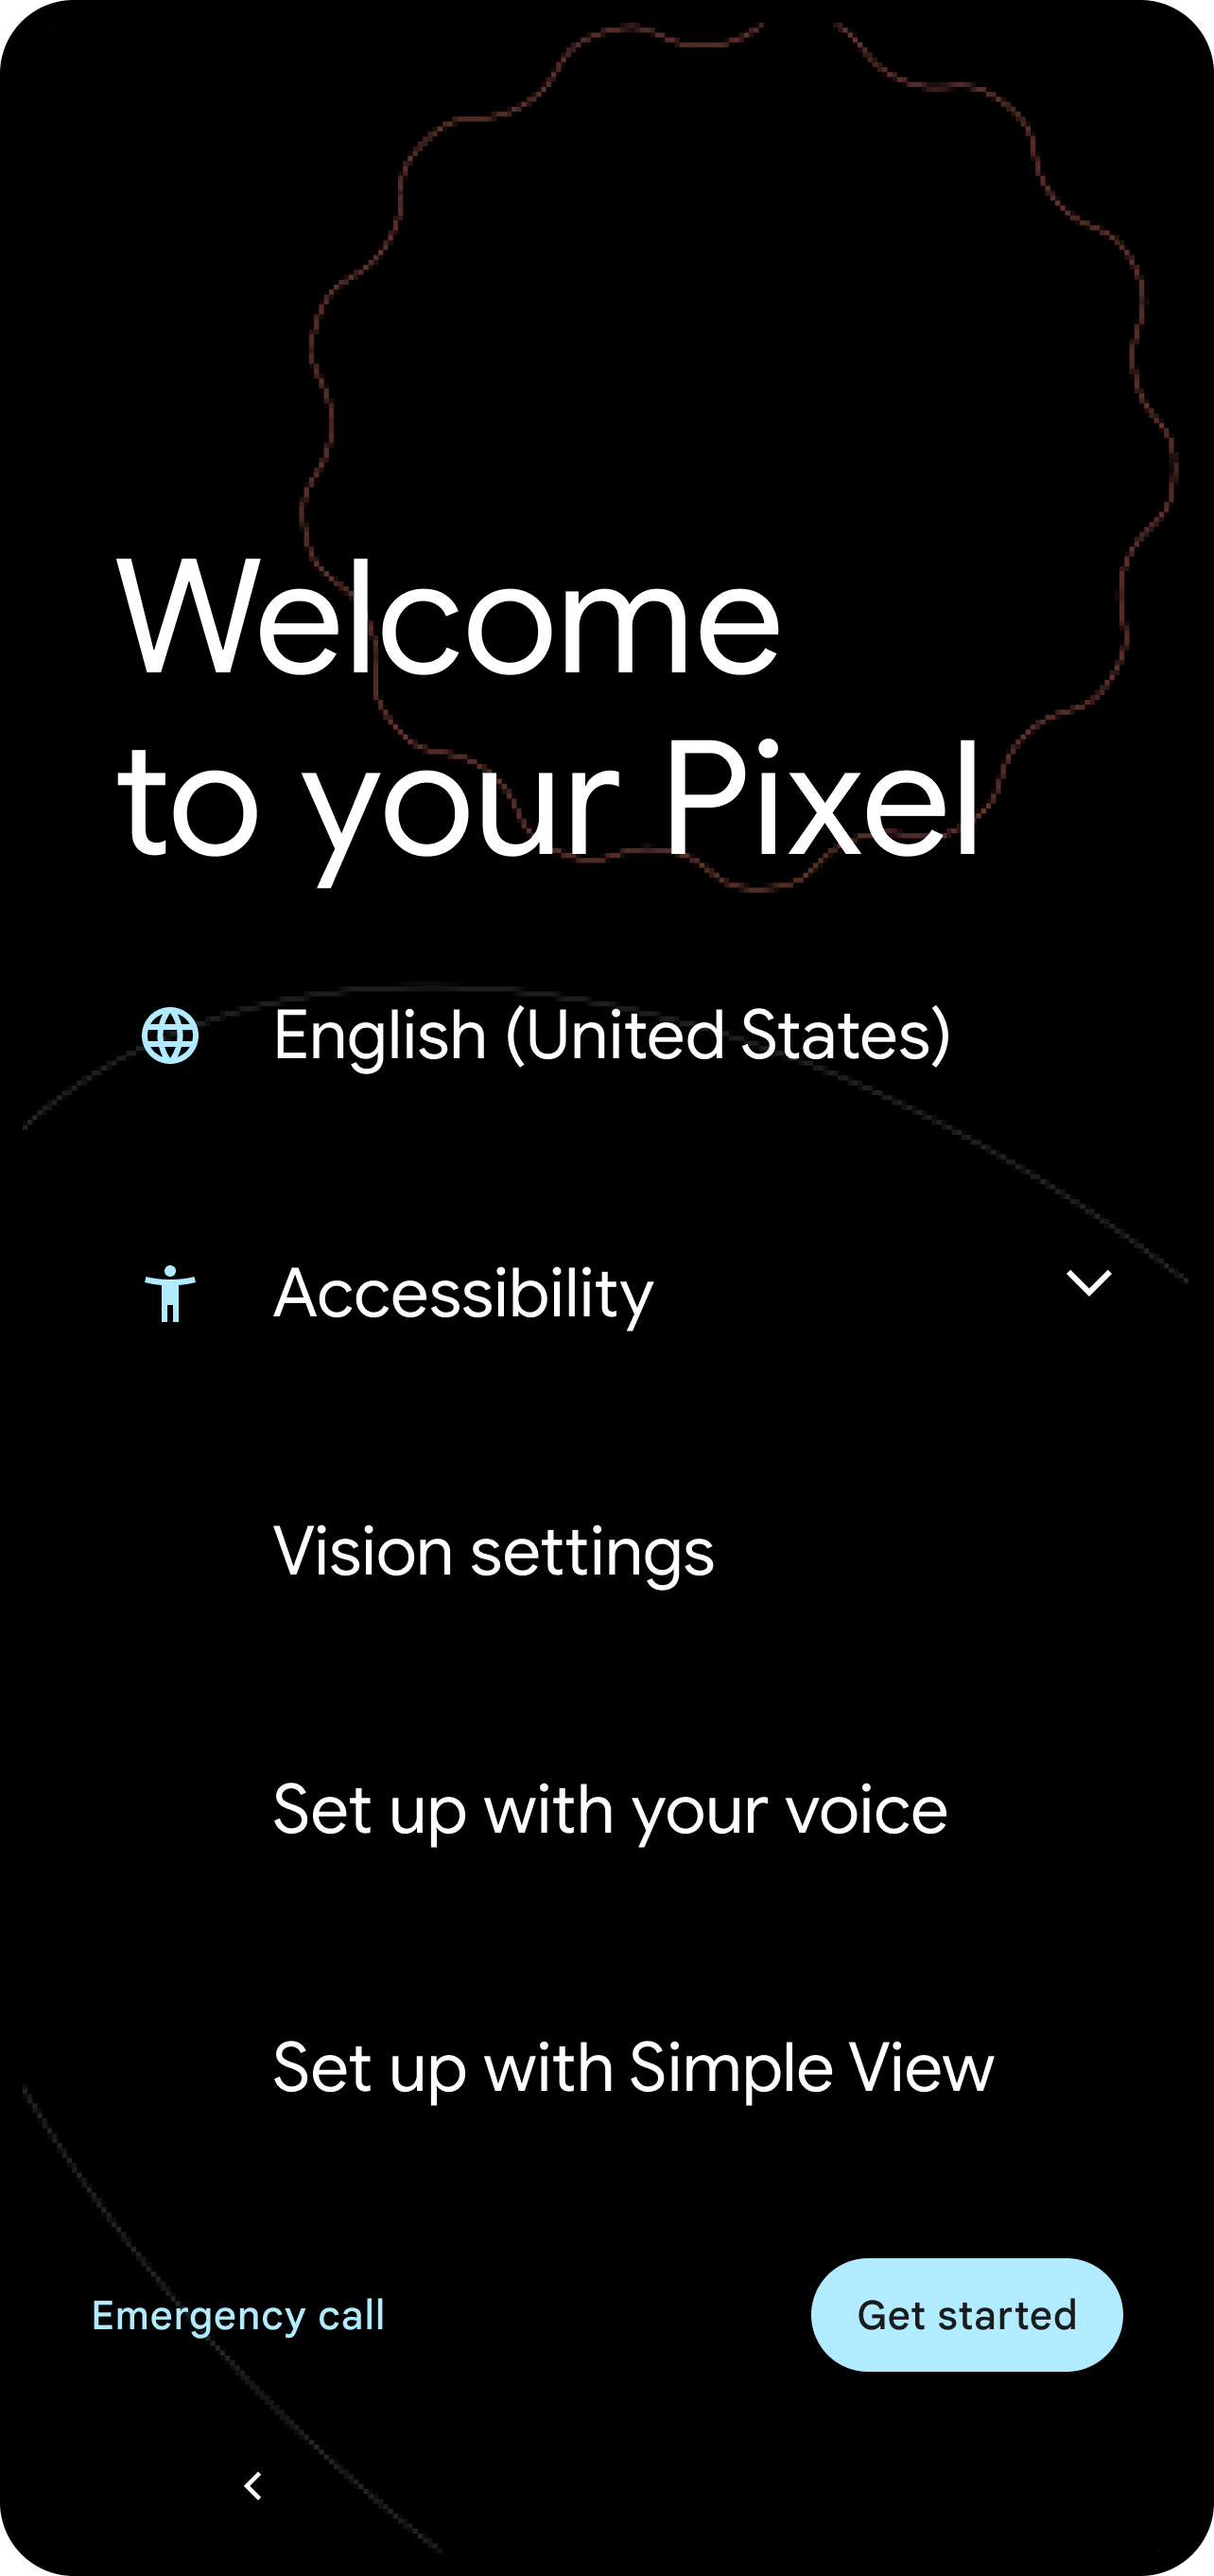 Welcome
to your Pixel
English (United States)
Accessibility
Vision settings
Set up with your voice
Set up with Simple View
Emergency call
Get started